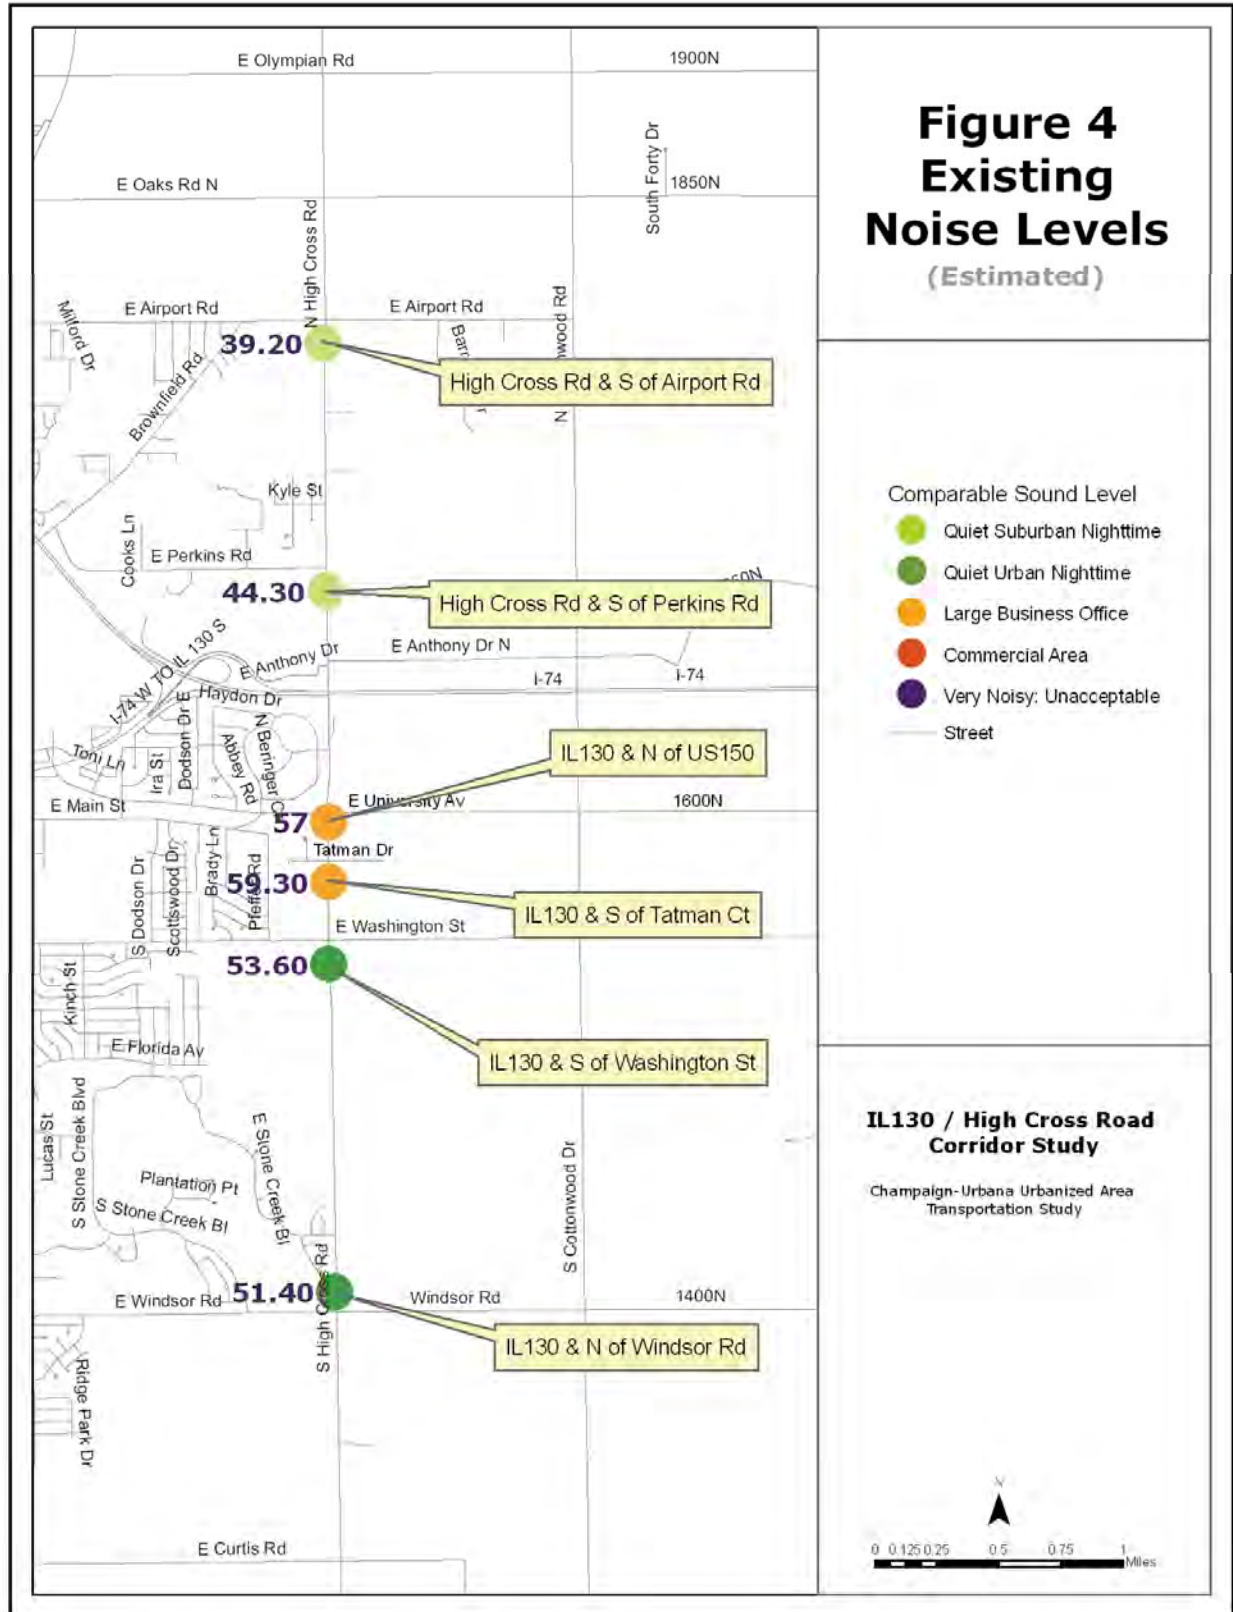 E Olympian Rd
1900N
Figure 4
Existing
Noise Levels
(Estimated)
South Forty Dr
E Oaks Rd N
1850N
N High Cross Rd
Milford Dr
E Airport Rd
E Airport Rd
39.20
High Cross Rd & S of Airport Rd
Brownfield Rd
Kyle St
Comparable Sound Level
Quiet Suburban Nighttime
Quiet Urban Nighttime
Large Business Office
Commercial Area
Very Noisy: Unacceptable
Street
Cooks Ln
E Perkins Rd
44.30
High Cross Rd & S of Perkins Rd
I-74 W TO IL 130 S
E Anthony Dr
E Anthony Dr N
I-74
I-74
Haydon Dr
Toni Ln
Ira St
Dodson Dr E
Abbey Rd
N Beringer C
IL130 & N of US150
E Main St
E University Av
1600N
57
Tatman Dr
S Dodson Dr
Scottswood Dr
Brady Ln
59.30
IL130 & S of Tatman Ct
E Washington St
53.60
Kinch St
IL130 & S of Washington St
E Florida Av
Lucas St
S Stone Creek Blvd
E Stone Creek Bl
Plantation Pt
S Stone Creek Bl
S Cottonwood Dr
IL130 / High Cross Road
Corridor Study
Champaign-Urbana Urbanized Area
Transportation Study
E Windsor Rd
51.40
S High Cross Rd
Windsor Rd
1400N
IL130 & N of Windsor Rd
Ridge Park Dr
E Curtis Rd
N
0 0.125 0.25 0.5 0.75 1
Miles